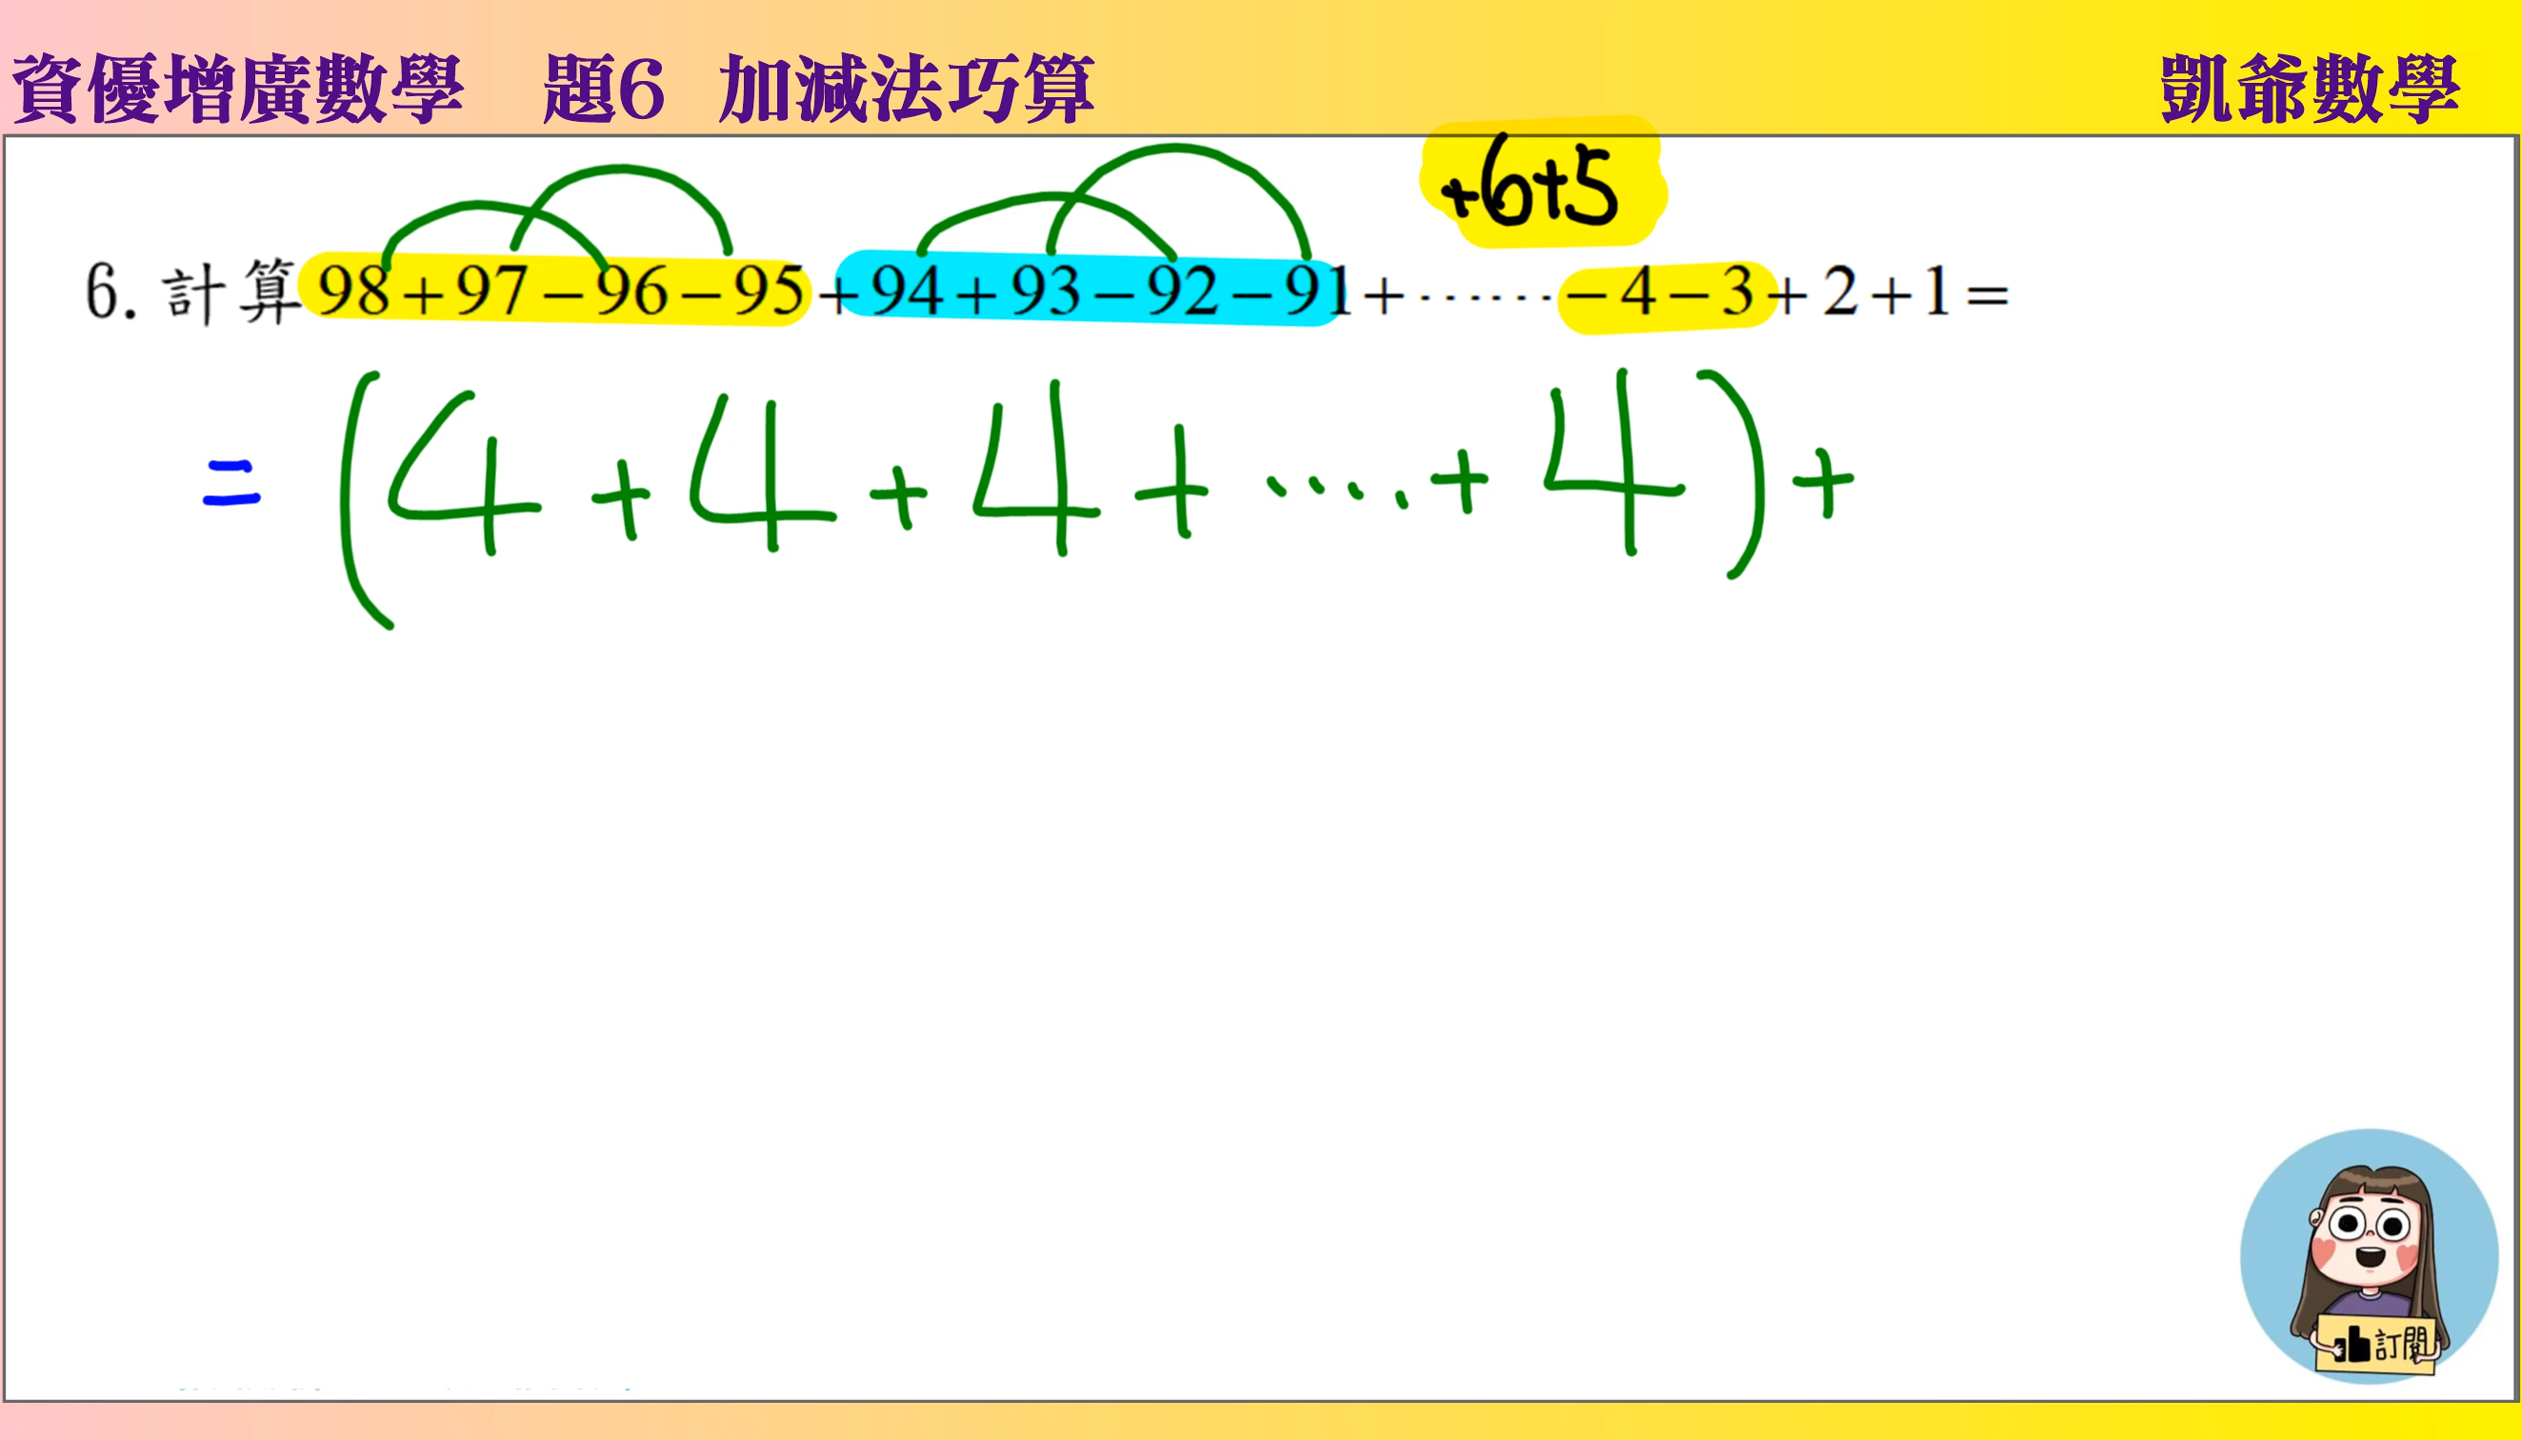 資優增廣數學 題6 加減法巧算 凱爺數學
+6+5
6. 計算98+97−96−95+94+93−92−91+······−4−3+2+1=
= (4+4+4+....+4)+
訂閱